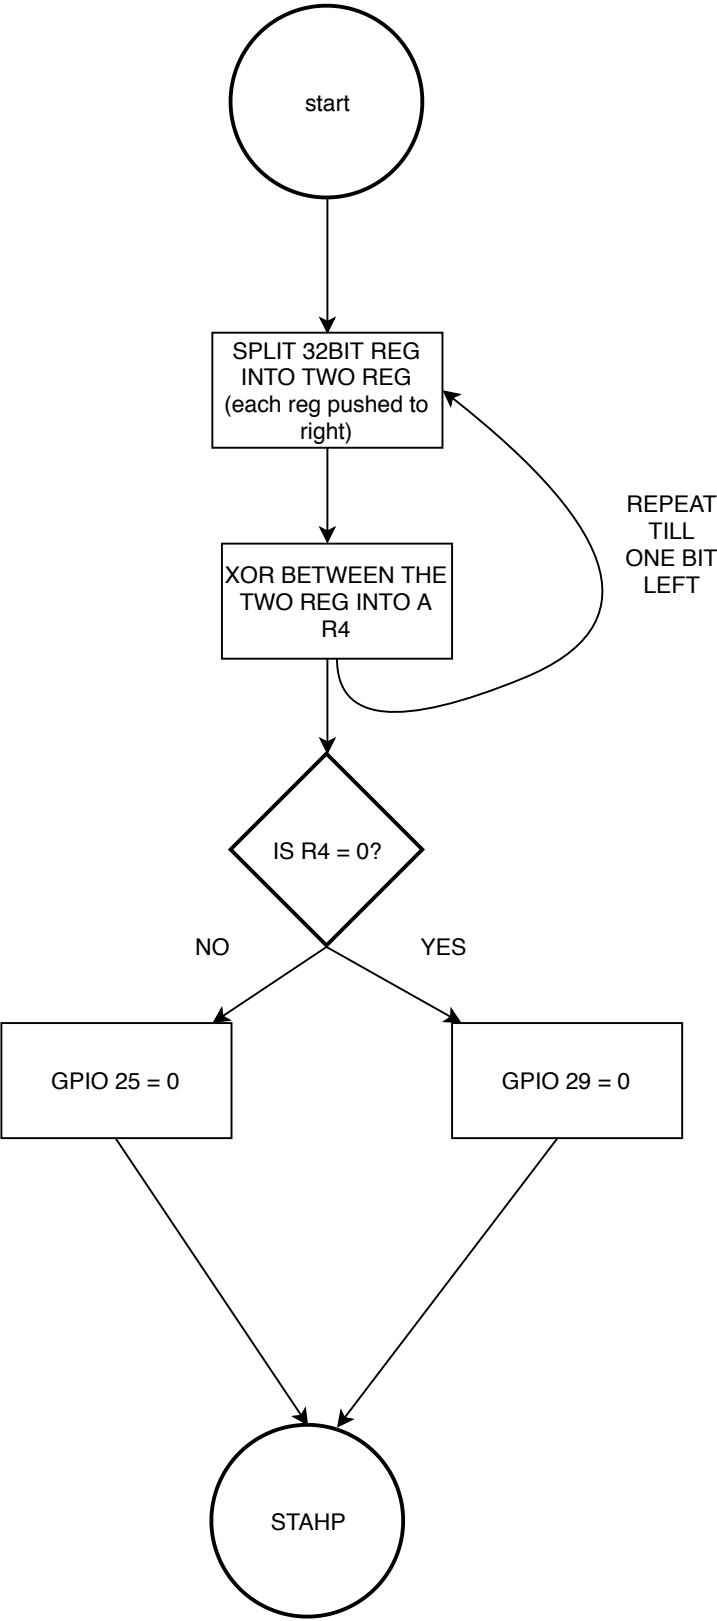 start
SPLIT 32BIT REG
INTO TWO REG
(each reg pushed to
right)
REPEAT
TILL
ONE BIT
LEFT
XOR BETWEEN THE
TWO REG INTO A
R4
IS R4 = 0?
NO
YES
GPIO 25 = 0
GPIO 29 = 0
STAHP